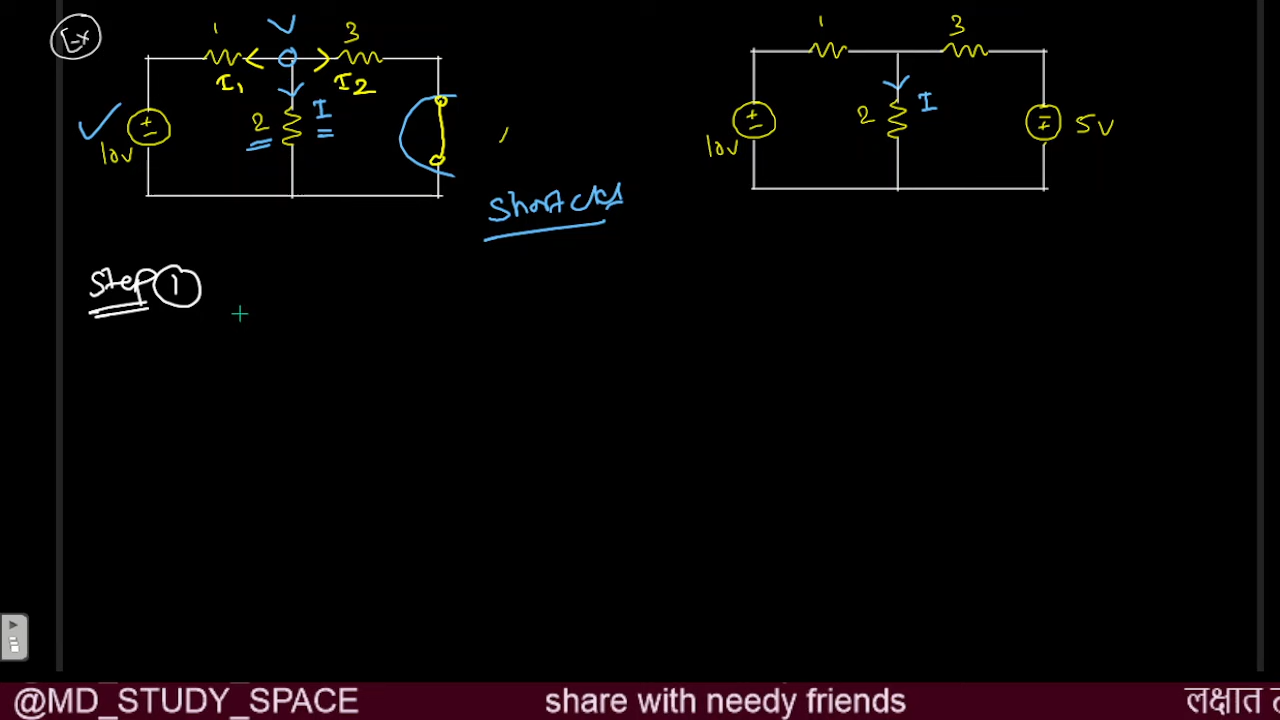 Ex
V
1
3
I1
I2
10V
+
-
2
I
Short ckt
1
3
10V
+
-
2
I
5V
Step 1
@MD_STUDY_SPACE
share with needy friends
लक्षात